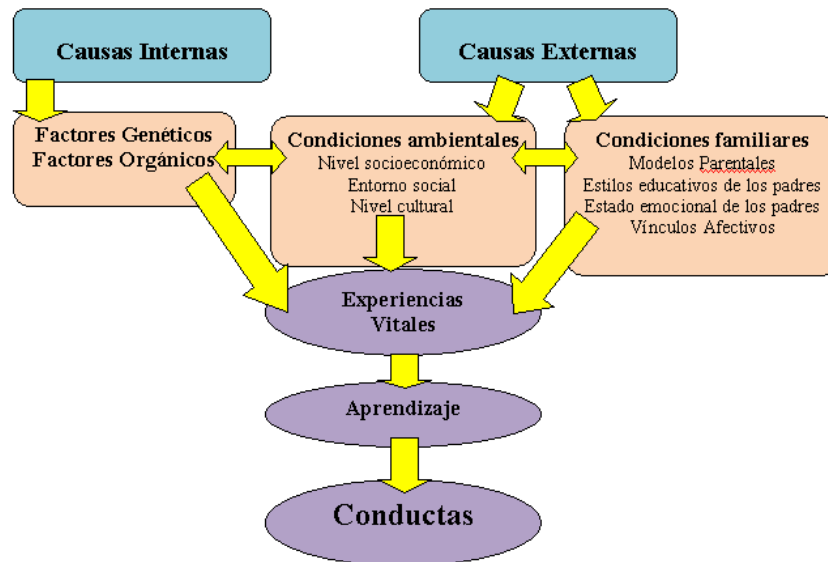 Causas Internas
Causas Externas
Factores Genéticos
Factores Orgánicos
Condiciones ambientales
Nivel socioeconómico
Entorno social
Nivel cultural
Condiciones familiares
Modelos Parentales
Estilos educativos de los padres
Estado emocional de los padres
Vínculos Afectivos
Experiencias
Vitales
Aprendizaje
Conductas